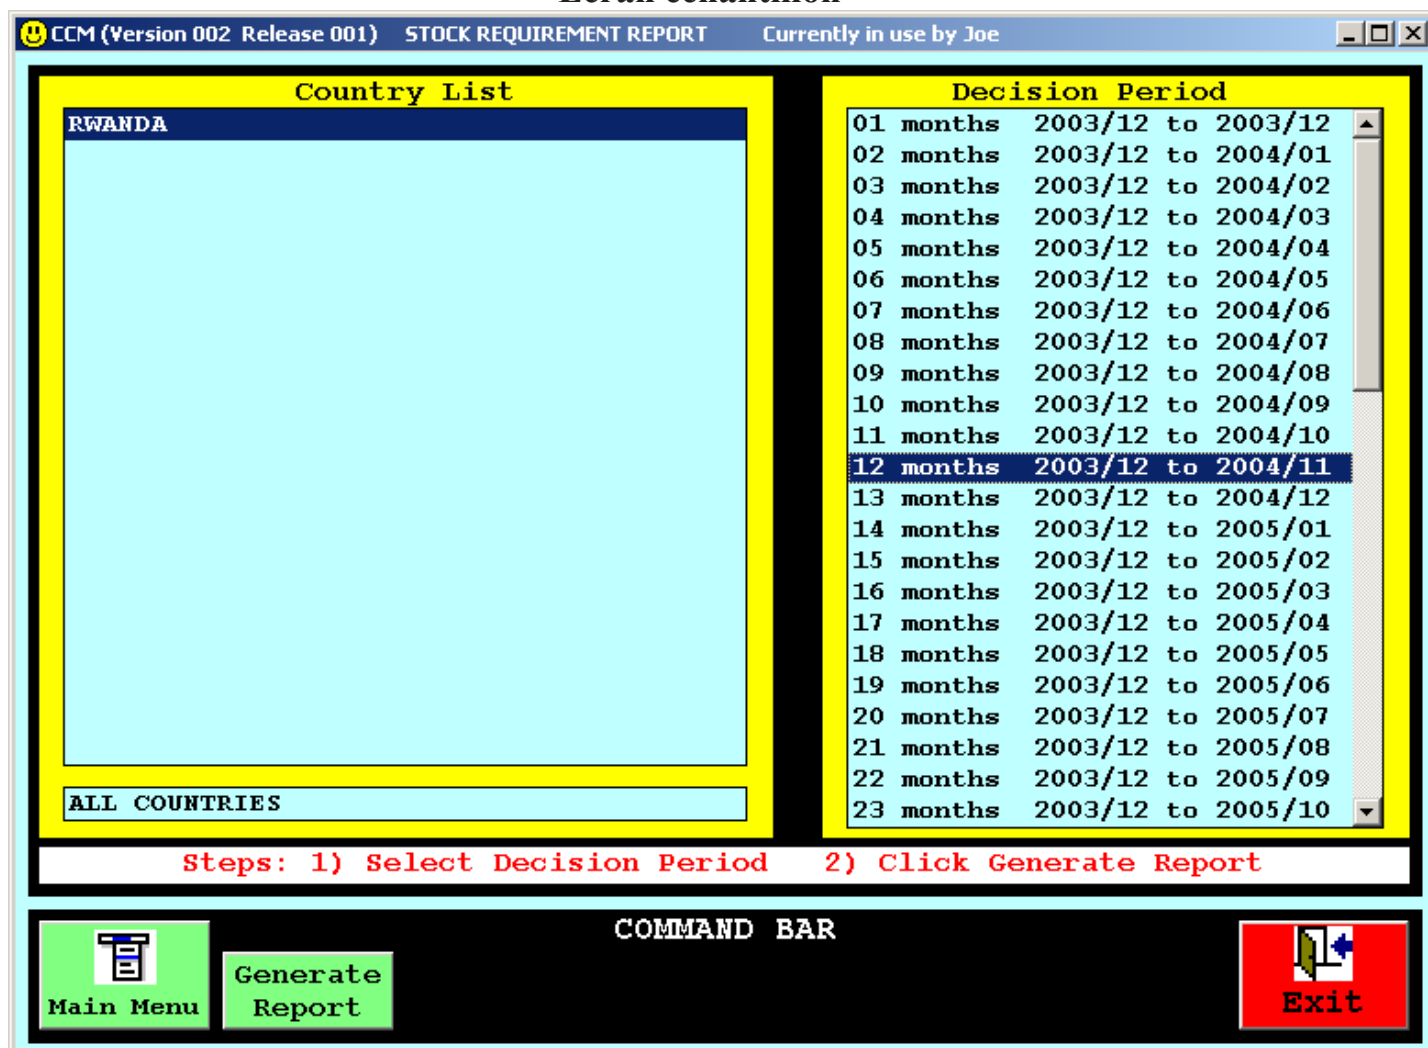 Ecran échantillon
CCM (Version 002 Release 001) STOCK REQUIREMENT REPORT Currently in use by Joe
Country List
RWANDA
ALL COUNTRIES
Decision Period
01 months 2003/12 to 2003/12
02 months 2003/12 to 2004/01
03 months 2003/12 to 2004/02
04 months 2003/12 to 2004/03
05 months 2003/12 to 2004/04
06 months 2003/12 to 2004/05
07 months 2003/12 to 2004/06
08 months 2003/12 to 2004/07
09 months 2003/12 to 2004/08
10 months 2003/12 to 2004/09
11 months 2003/12 to 2004/10
12 months 2003/12 to 2004/11
13 months 2003/12 to 2004/12
14 months 2003/12 to 2005/01
15 months 2003/12 to 2005/02
16 months 2003/12 to 2005/03
17 months 2003/12 to 2005/04
18 months 2003/12 to 2005/05
19 months 2003/12 to 2005/06
20 months 2003/12 to 2005/07
21 months 2003/12 to 2005/08
22 months 2003/12 to 2005/09
23 months 2003/12 to 2005/10
Steps: 1) Select Decision Period 2) Click Generate Report
COMMAND BAR
Main Menu
Generate
Report
Exit